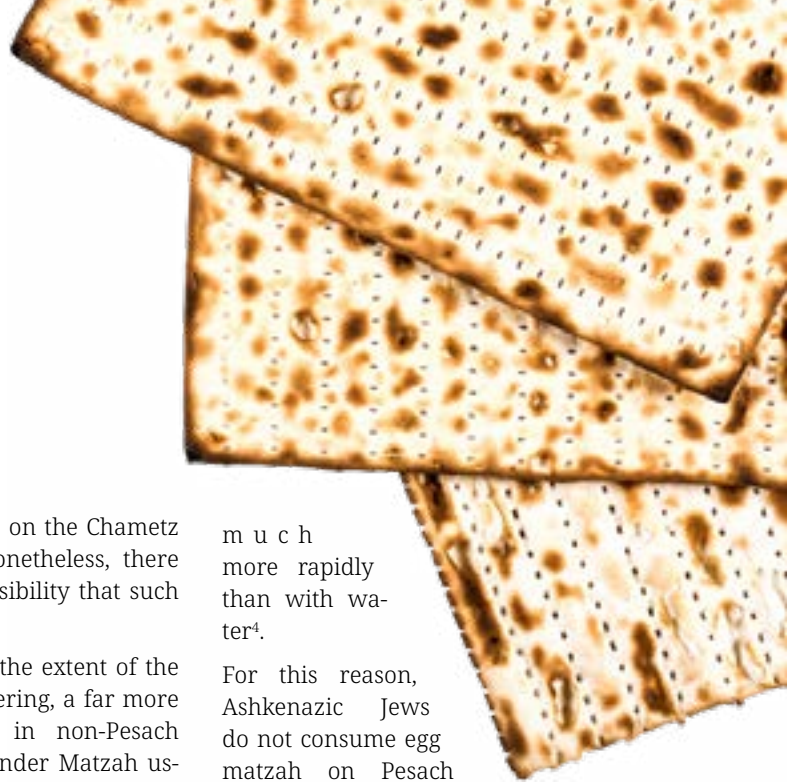 on the Chametz
onetheless, there
sibility that such
the extent of the
ering, a far more
in non-Pesach
nder Matzah us-
much
more rapidly
than with wa-
ter⁴.
For this reason,
Ashkenazic Jews
do not consume egg
matzah on Pesach